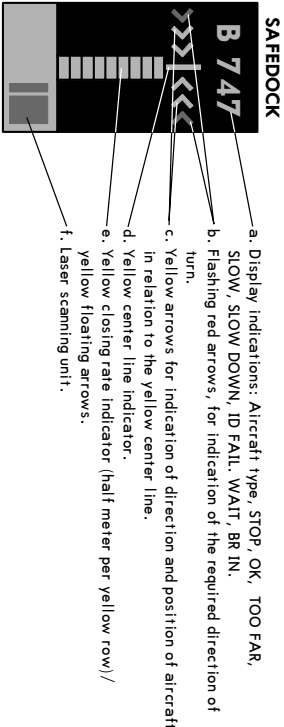 SAFEDOCK
B 747
a. Display indications: Aircraft type, STOP, OK, TOO FAR,
SLOW, SLOW DOWN, ID FAIL. WAIT, BR IN.
b. Flashing red arrows, for indication of the required direction of
turn.
c. Yellow arrows for indication of direction and position of aircraft
in relation to the yellow center line.
d. Yellow center line indicator.
e. Yellow closing rate indicator (half meter per yellow row)/
yellow floating arrows.
f. Laser scanning unit.